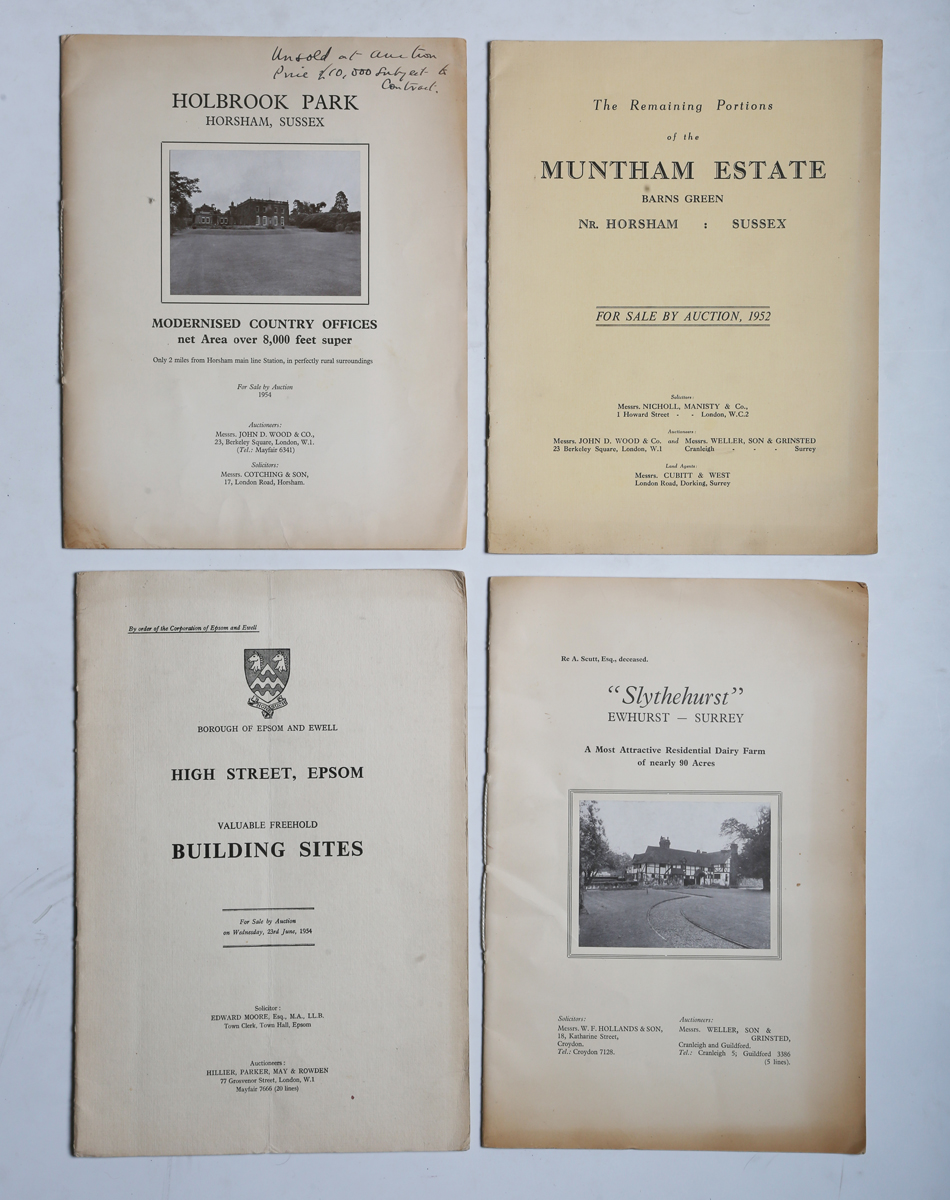 Unsold at auction
Price £10,000 subject to
Contract.
HOLBROOK PARK
HORSHAM, SUSSEX
MODERNISED COUNTRY OFFICES
net Area over 8,000 feet super
Only 2 miles from Horsham main line Station, in perfectly rural surroundings
For Sale by Auction
1954
Auctioneers:
Messrs. JOHN D. WOOD & CO.,
23, Berkeley Square, London, W.1.
(Tel.: Mayfair 6341)
Solicitors:
Messrs. COTCHING & SON,
17, London Road, Horsham.
The Remaining Portions
of the
MUNTHAM ESTATE
BARNS GREEN
NR. HORSHAM : SUSSEX
FOR SALE BY AUCTION, 1952
Solicitors:
Messrs. NICHOLL, MANISTY & Co.,
1 Howard Street - - London, W.C.2
Auctioneers:
Messrs. JOHN D. WOOD & Co. and Messrs. WELLER, SON & GRINSTED
23 Berkeley Square, London, W.1 Cranleigh - - - Surrey
Land Agents:
Messrs. CUBITT & WEST
London Road, Dorking, Surrey
By order of the Corporation of Epsom and Ewell
BOROUGH OF EPSOM AND EWELL
HIGH STREET, EPSOM
VALUABLE FREEHOLD
BUILDING SITES
For Sale by Auction
on Wednesday, 23rd June, 1954
Solicitor:
EDWARD MOORE, Esq., M.A., LL.B.
Town Clerk, Town Hall, Epsom
Auctioneers:
HILLIER, PARKER, MAY & ROWDEN
77 Grosvenor Street, London, W.1
Mayfair 7666 (20 lines)
Re A. Scutt, Esq., deceased.
"Slythehurst"
EWHURST — SURREY
A Most Attractive Residential Dairy Farm
of nearly 90 Acres
Solicitors:
Messrs. W. F. HOLLANDS & SON,
18, Katharine Street,
Croydon.
Tel.: Croydon 7128.
Auctioneers:
Messrs. WELLER, SON &
GRINSTED,
Cranleigh and Guildford.
Tel.: Cranleigh 5; Guildford 3386
(5 lines).